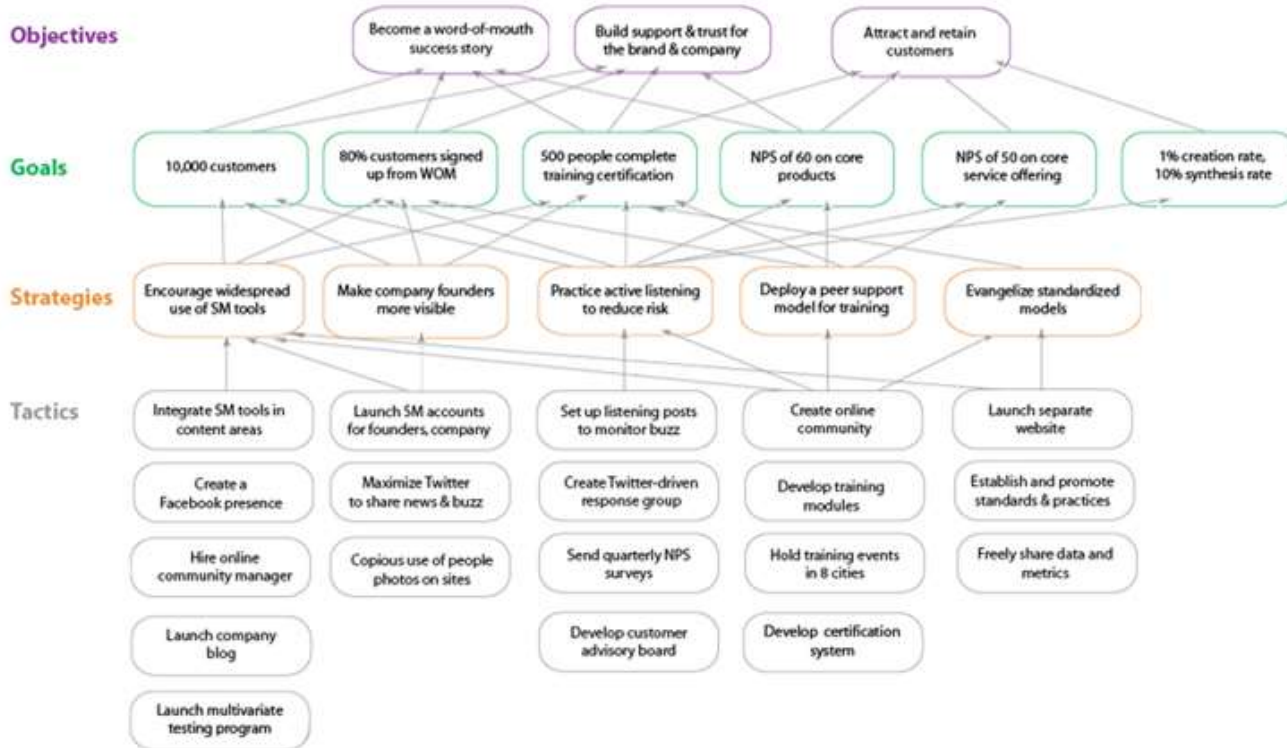 Objectives
Become a word-of-mouth
success story
Build support & trust for
the brand & company
Attract and retain
customers
Goals
10,000 customers
80% customers signed
up from WOM
500 people complete
training certification
NPS of 60 on core
products
NPS of 50 on core
service offering
1% creation rate,
10% synthesis rate
Strategies
Encourage widespread
use of SM tools
Make company founders
more visible
Practice active listening
to reduce risk
Deploy a peer support
model for training
Evangelize standardized
models
Tactics
Integrate SM tools in
content areas
Launch SM accounts
for founders, company
Set up listening posts
to monitor buzz
Create online
community
Launch separate
website
Create a
Facebook presence
Maximize Twitter
to share news & buzz
Create Twitter-driven
response group
Develop training
modules
Establish and promote
standards & practices
Hire online
community manager
Copious use of people
photos on sites
Send quarterly NPS
surveys
Hold training events
in 8 cities
Freely share data and
metrics
Launch company
blog
Develop customer
advisory board
Develop certification
system
Launch multivariate
testing program